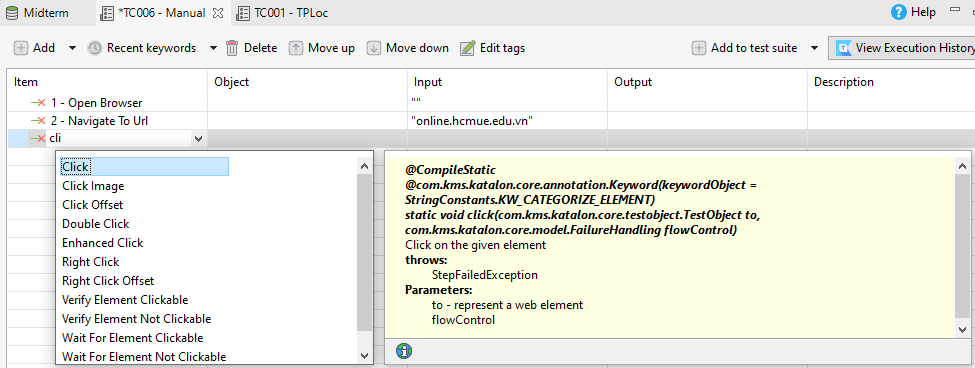 Midterm *TC006 - Manual TC001 - TPLoc Help
Add Recent keywords Delete Move up Move down Edit tags Add to test suite View Execution History
Item Object Input Output Description
1 - Open Browser ""
2 - Navigate To Url "online.hcmue.edu.vn"
cli
Click
Click Image
Click Offset
Double Click
Enhanced Click
Right Click
Right Click Offset
Verify Element Clickable
Verify Element Not Clickable
Wait For Element Clickable
Wait For Element Not Clickable
@CompileStatic
@com.kms.katalon.core.annotation.Keyword(keywordObject =
StringConstants.KW_CATEGORIZE_ELEMENT)
static void click(com.kms.katalon.core.testobject.TestObject to,
com.kms.katalon.core.model.FailureHandling flowControl)
Click on the given element
throws:
StepFailedException
Parameters:
to - represent a web element
flowControl